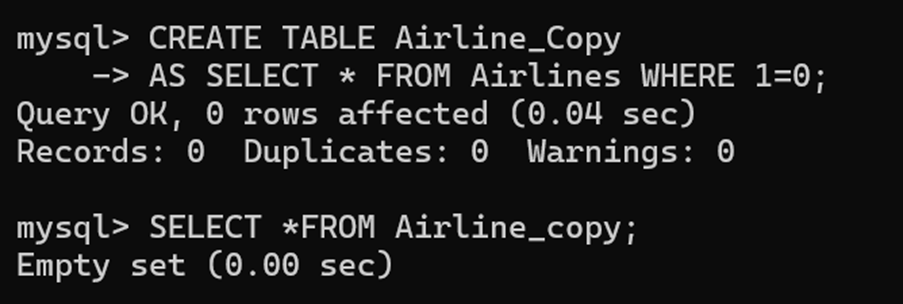 mysql> CREATE TABLE Airline_Copy
    -> AS SELECT * FROM Airlines WHERE 1=0;
Query OK, 0 rows affected (0.04 sec)
Records: 0  Duplicates: 0  Warnings: 0

mysql> SELECT *FROM Airline_copy;
Empty set (0.00 sec)